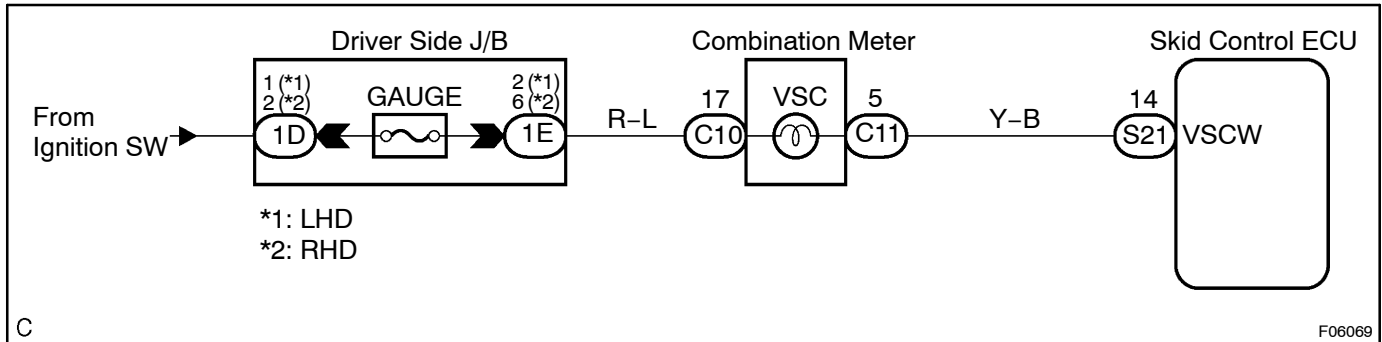 Driver Side J/B
Combination Meter
Skid Control ECU
From
Ignition SW
1 (*1)
2 (*2)
1D
GAUGE
2 (*1)
6 (*2)
1E
R–L
17
C10
VSC
5
C11
Y–B
14
S21
VSCW
*1: LHD
*2: RHD
C
F06069